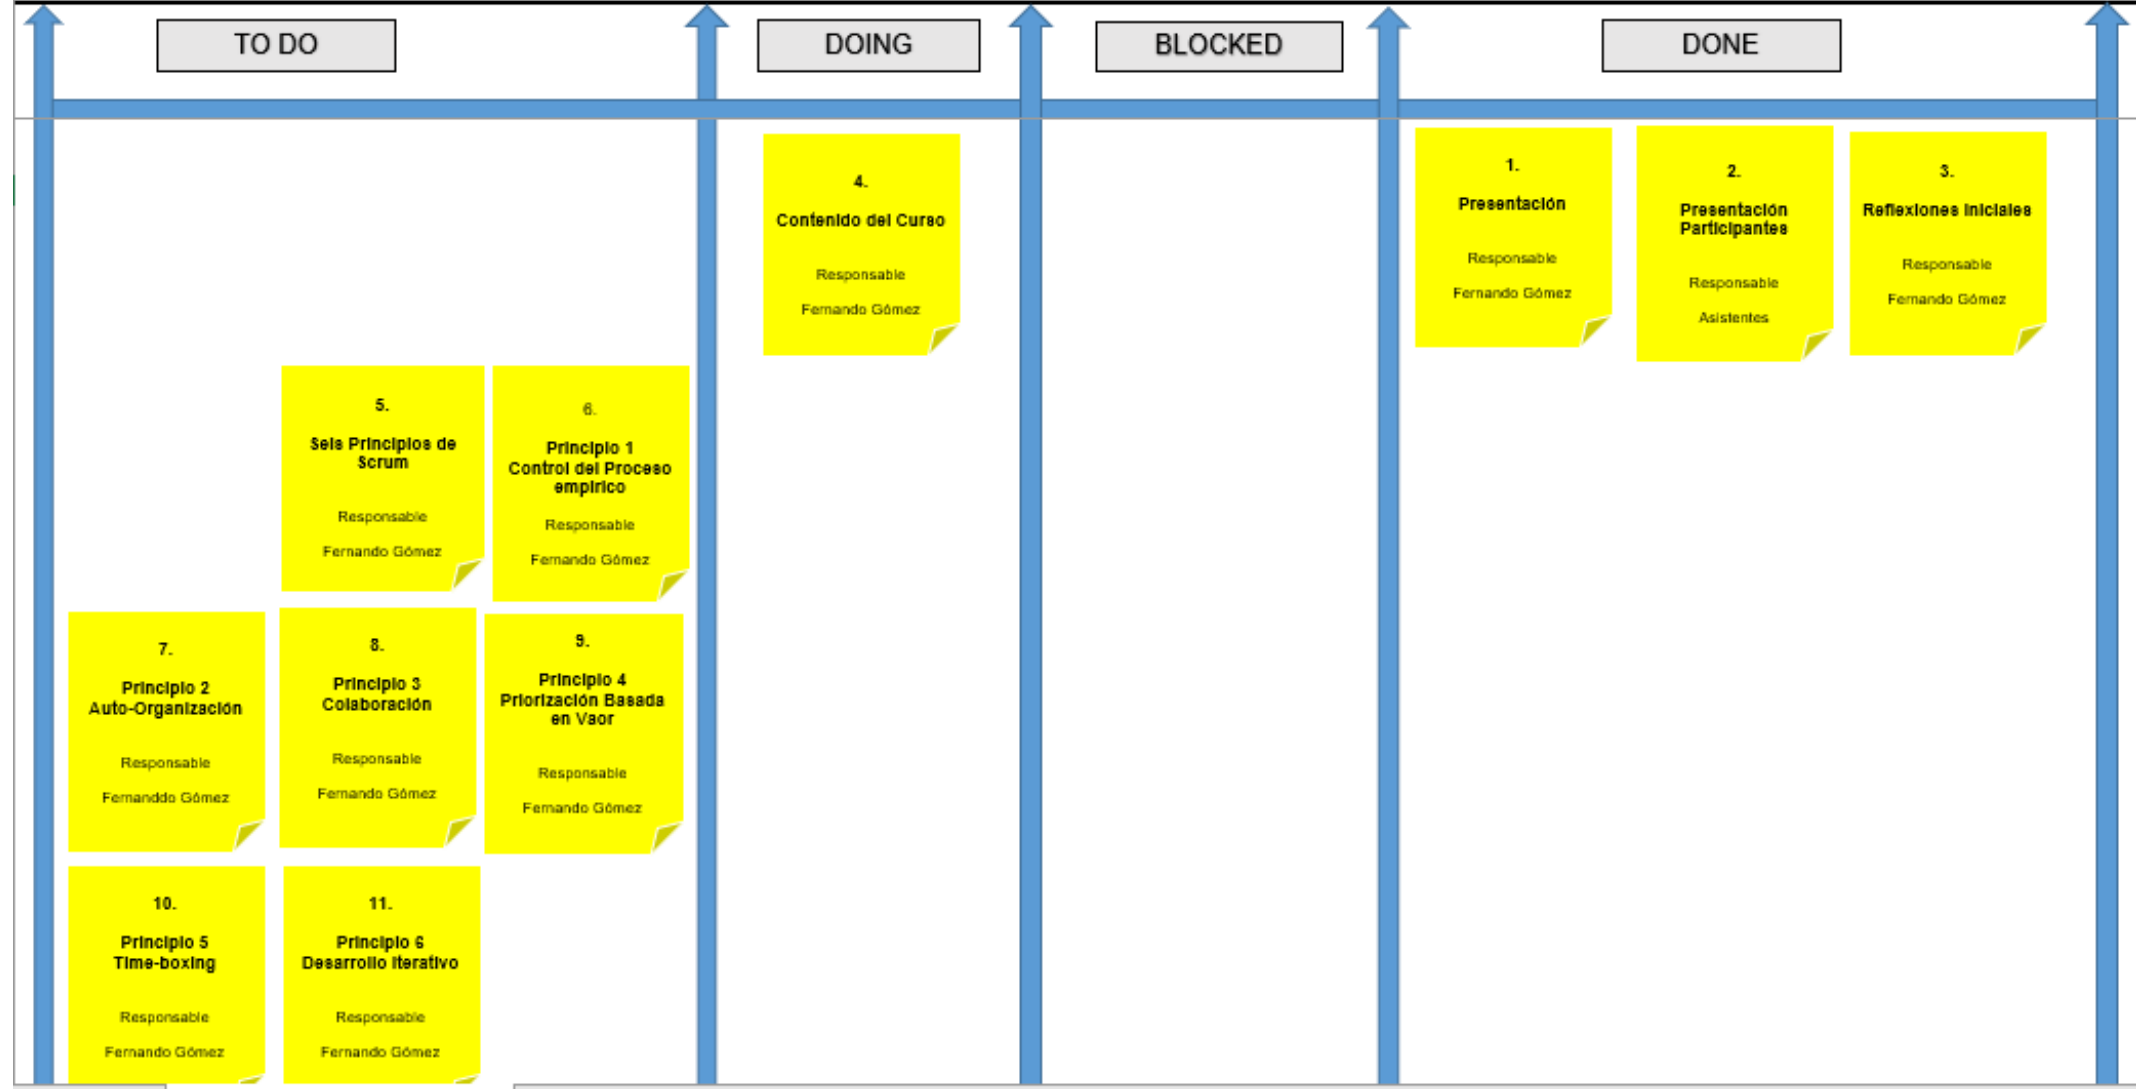 TO DO
DOING
BLOCKED
DONE
4.
Contenido del Curso
Responsable
Fernando Gómez
1.
Presentación
Responsable
Fernando Gómez
2.
Presentación
Participantes
Responsable
Asistentes
3.
Reflexiones Iniciales
Responsable
Fernando Gómez
5.
Seis Principios de
Scrum
Responsable
Fernando Gómez
6.
Principio 1
Control del Proceso
empirico
Responsable
Fernando Gómez
7.
Principio 2
Auto-Organización
Responsable
Fernanddo Gómez
8.
Principio 3
Colaboración
Responsable
Fernando Gómez
9.
Principio 4
Priorización Basada
en Vaor
Responsable
Fernando Gómez
10.
Principio 5
Time-boxing
Responsable
Fernando Gómez
11.
Principio 6
Desarrollo Iterativo
Responsable
Fernando Gómez